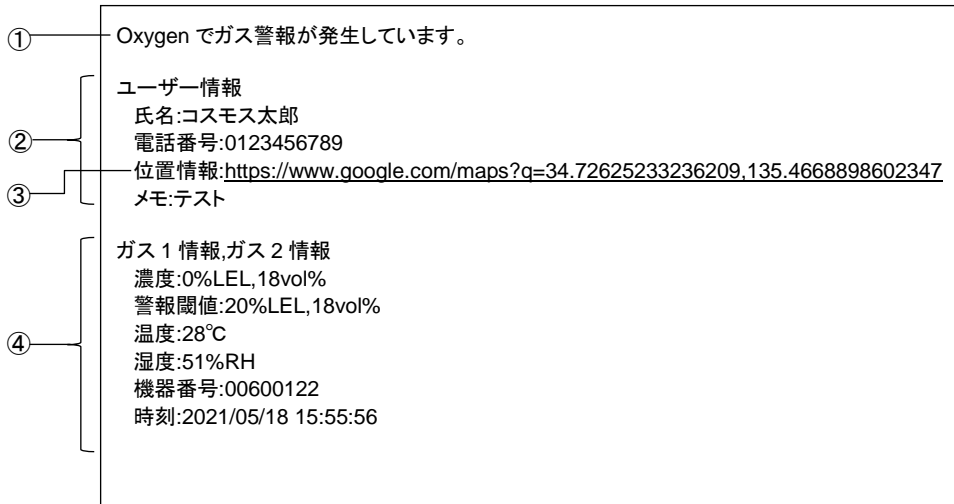 ① Oxygen でガス警報が発生しています。
② ユーザー情報
氏名:コスモス太郎
電話番号:0123456789
③ 位置情報:https://www.google.com/maps?q=34.72625233236209,135.4668898602347
メモ:テスト
④ ガス 1 情報,ガス 2 情報
濃度:0%LEL,18vol%
警報閾値:20%LEL,18vol%
温度:28℃
湿度:51%RH
機器番号:00600122
時刻:2021/05/18 15:55:56